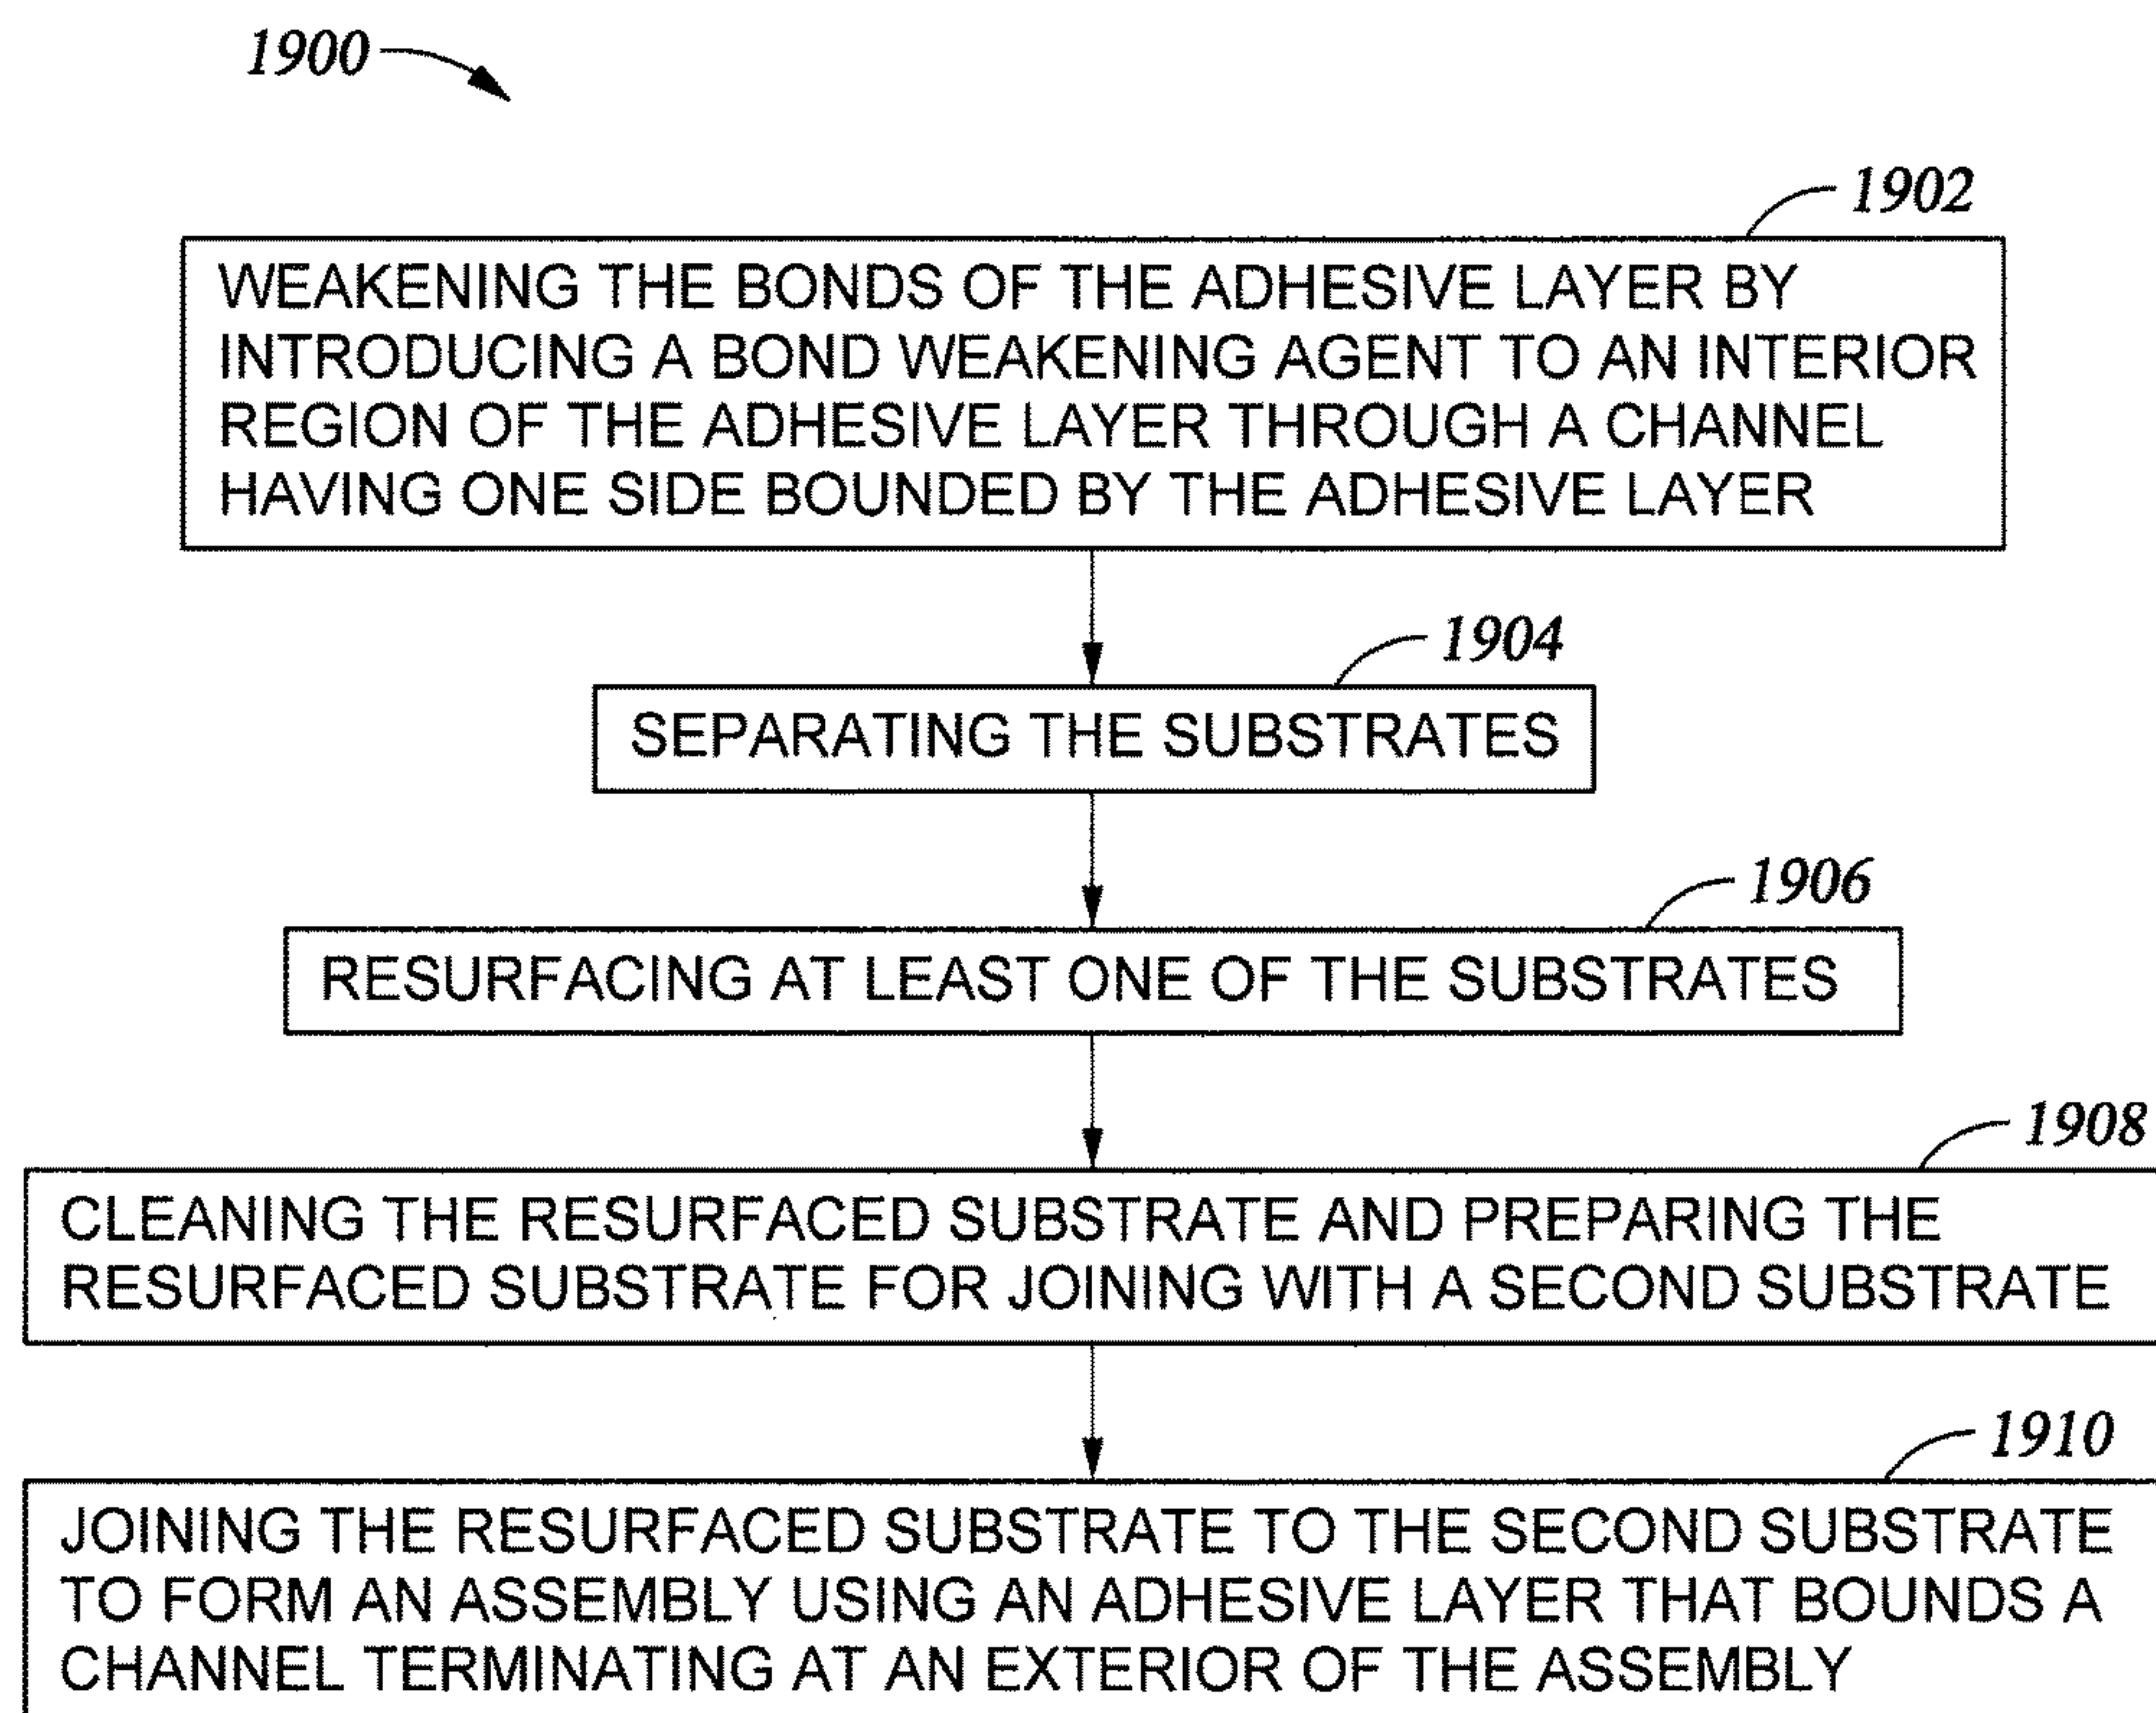 1900
1902
WEAKENING THE BONDS OF THE ADHESIVE LAYER BY
INTRODUCING A BOND WEAKENING AGENT TO AN INTERIOR
REGION OF THE ADHESIVE LAYER THROUGH A CHANNEL
HAVING ONE SIDE BOUNDED BY THE ADHESIVE LAYER
1904
SEPARATING THE SUBSTRATES
1906
RESURFACING AT LEAST ONE OF THE SUBSTRATES
1908
CLEANING THE RESURFACED SUBSTRATE AND PREPARING THE
RESURFACED SUBSTRATE FOR JOINING WITH A SECOND SUBSTRATE
1910
JOINING THE RESURFACED SUBSTRATE TO THE SECOND SUBSTRATE
TO FORM AN ASSEMBLY USING AN ADHESIVE LAYER THAT BOUNDS A
CHANNEL TERMINATING AT AN EXTERIOR OF THE ASSEMBLY